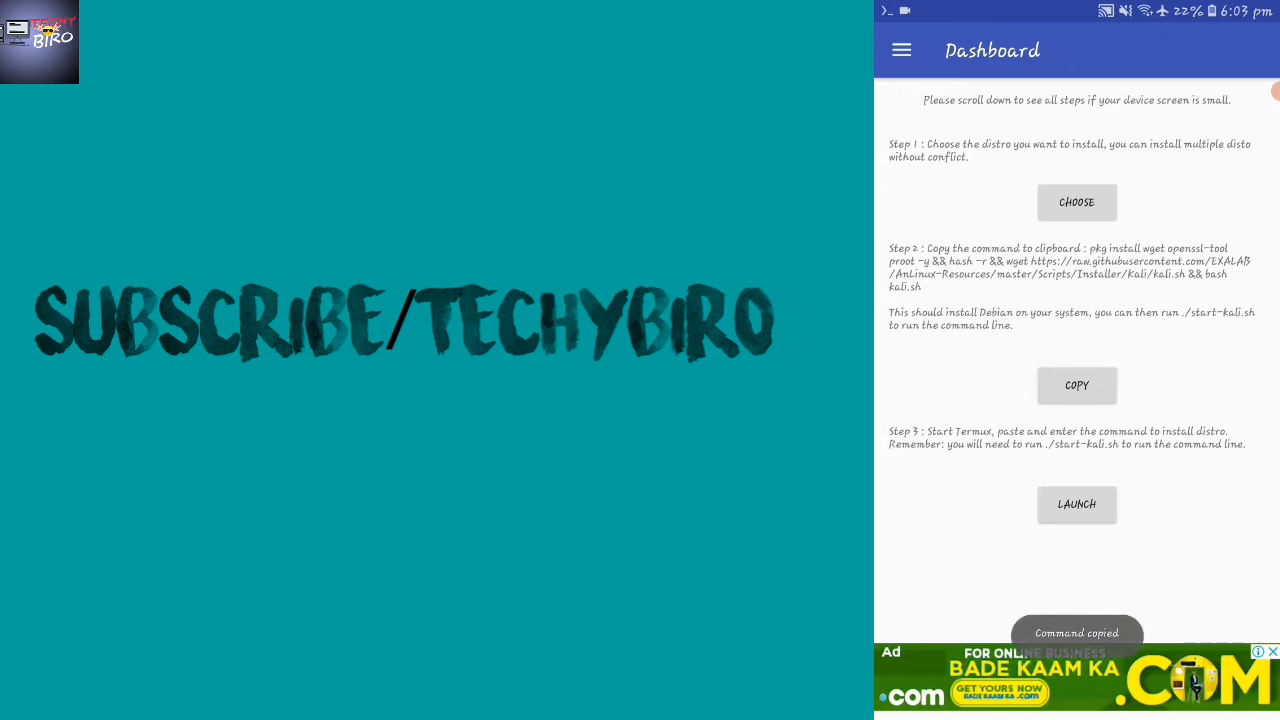 TECHY
BIRO
SUBSCRIBE/TECHYBIRO
22% 6:03 pm
Dashboard
Please scroll down to see all steps if your device screen is small.
Step 1 : Choose the distro you want to install, you can install multiple disto
without conflict.
CHOOSE
Step 2 : Copy the command to clipboard : pkg install wget openssl-tool
proot -y && hash -r && wget https://raw.githubusercontent.com/EXALAB
/AnLinux-Resources/master/Scripts/Installer/Kali/kali.sh && bash
kali.sh
This should install Debian on your system, you can then run ./start-kali.sh
to run the command line.
COPY
Step 3 : Start Termux, paste and enter the command to install distro.
Remember: you will need to run ./start-kali.sh to run the command line.
LAUNCH
Command copied
Ad
FOR ONLINE BUSINESS
BADE KAAM KA
.COM
.com
GET YOURS NOW
BADE KAAM KA .COM